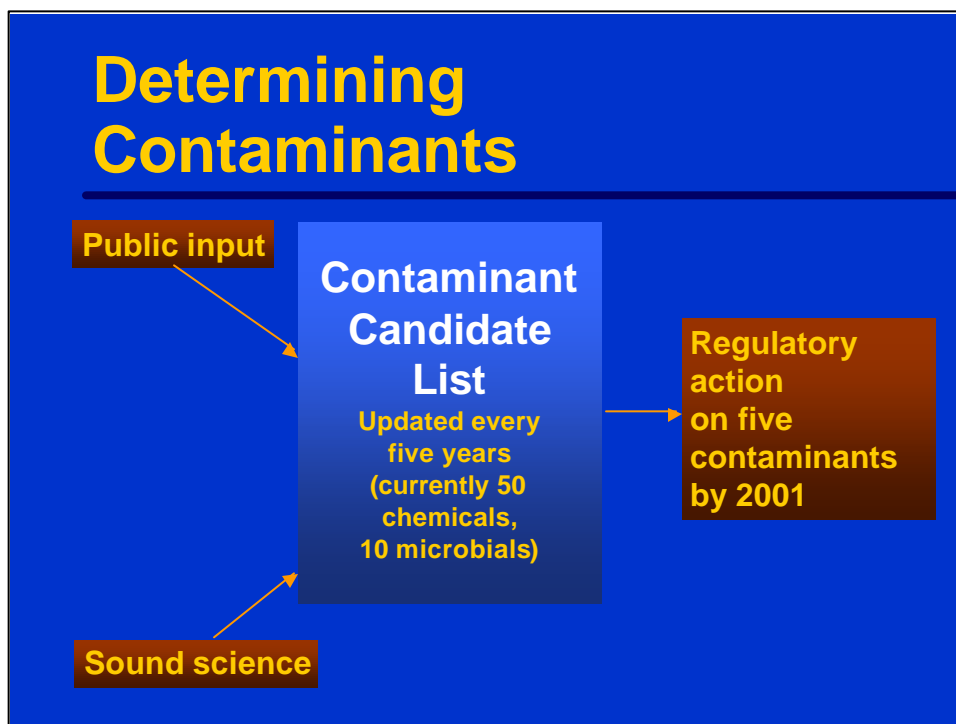 Determining
Contaminants
Public input
Contaminant
Candidate
List
Updated every
five years
(currently 50
chemicals,
10 microbials)
Regulatory
action
on five
contaminants
by 2001
Sound science